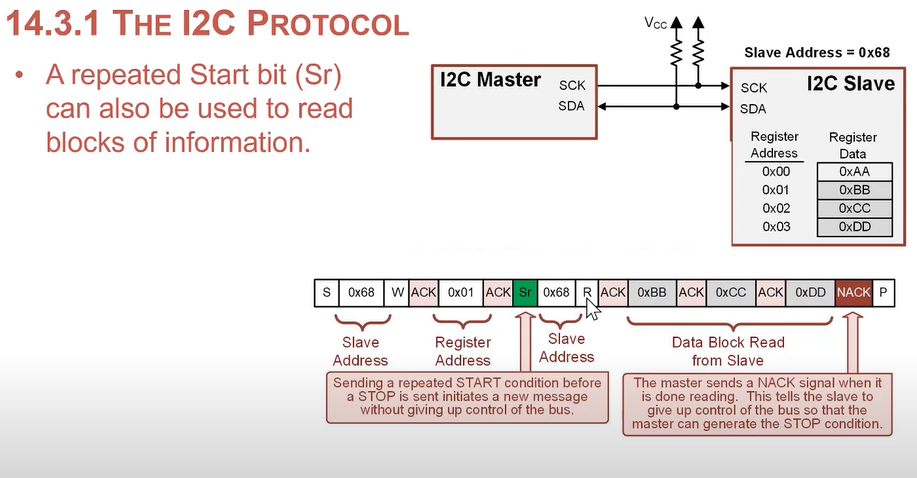 14.3.1 THE I2C PROTOCOL
• A repeated Start bit (Sr)
can also be used to read
blocks of information.
VCC
Slave Address = 0x68
I2C Master
SCK
SDA
I2C Slave
SCK
SDA
Register
Address
Register
Data
0x00 0xAA
0x01 0xBB
0x02 0xCC
0x03 0xDD
S 0x68 W ACK 0x01 ACK Sr 0x68 R ACK 0xBB ACK 0xCC ACK 0xDD NACK P
Slave
Address
Register
Address
Slave
Address
Data Block Read
from Slave
Sending a repeated START condition before
a STOP is sent initiates a new message
without giving up control of the bus.
The master sends a NACK signal when it
is done reading. This tells the slave to
give up control of the bus so that the
master can generate the STOP condition.